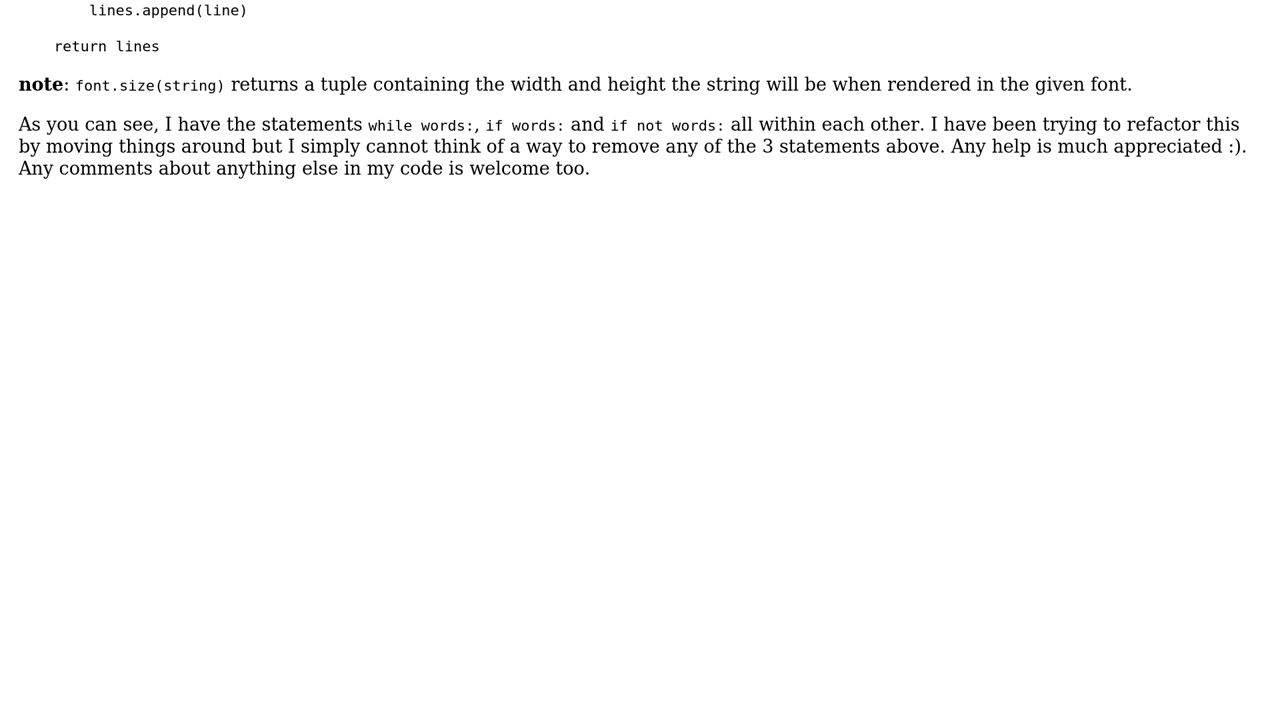 lines.append(line)
return lines
note: font.size(string) returns a tuple containing the width and height the string will be when rendered in the given font.
As you can see, I have the statements while words:, if words: and if not words: all within each other. I have been trying to refactor this
by moving things around but I simply cannot think of a way to remove any of the 3 statements above. Any help is much appreciated :).
Any comments about anything else in my code is welcome too.